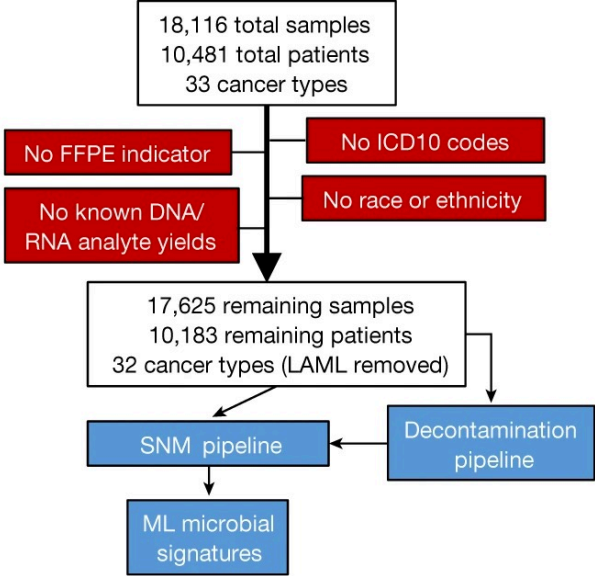 18,116 total samples
10,481 total patients
33 cancer types
No FFPE indicator
No ICD10 codes
No known DNA/
RNA analyte yields
No race or ethnicity
17,625 remaining samples
10,183 remaining patients
32 cancer types (LAML removed)
SNM pipeline
Decontamination
pipeline
ML microbial
signatures